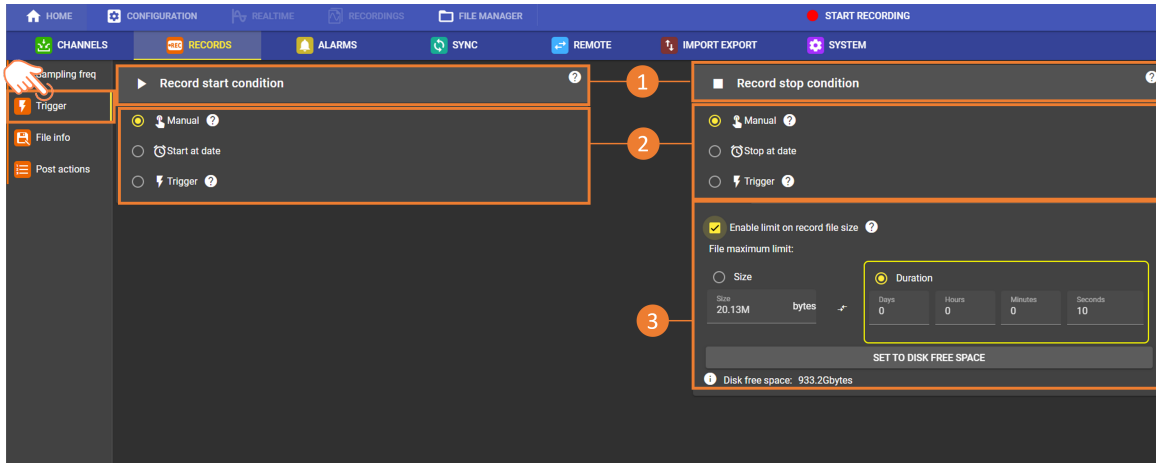 HOME CONFIGURATION REALTIME RECORDINGS FILE MANAGER START RECORDING
CHANNELS REC RECORDS ALARMS SYNC REMOTE IMPORT EXPORT SYSTEM
Sampling freq
Trigger
File info
Post actions
Record start condition ?
1
Record stop condition ?
Manual ?
Start at date
Trigger ?
2
Manual ?
Stop at date
Trigger ?
3
Enable limit on record file size ?
File maximum limit:
Size
Duration
Size
20.13M bytes
Days Hours Minutes Seconds
0 0 0 10
SET TO DISK FREE SPACE
Disk free space: 933.2Gbytes